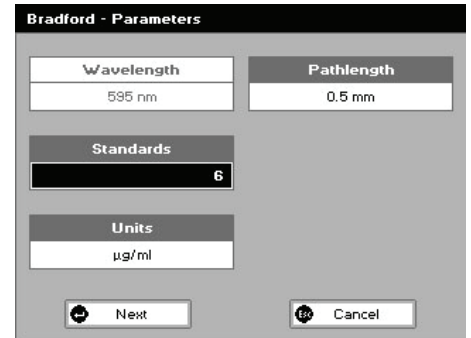 Bradford - Parameters
Wavelength
595 nm
Pathlength
0.5 mm
Standards
6
Units
µg/ml
Next
Esc Cancel